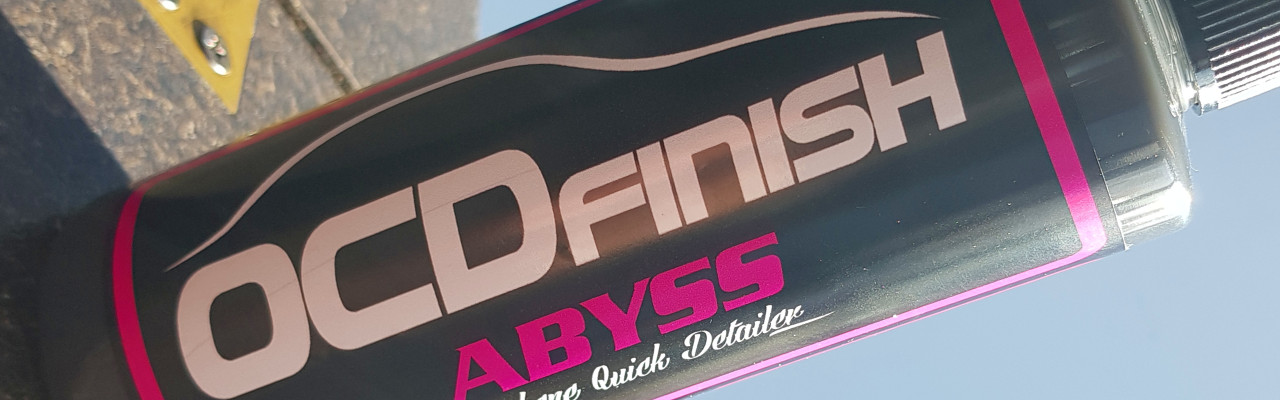 OCDFINISH
ABYSS
Quick Detailer